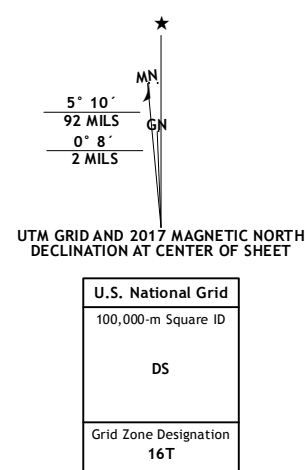 ★
MN.
5° 10´
92 MILS
GN
0° 8´
2 MILS
UTM GRID AND 2017 MAGNETIC NORTH
DECLINATION AT CENTER OF SHEET
U.S. National Grid
100,000-m Square ID
DS
Grid Zone Designation
16T